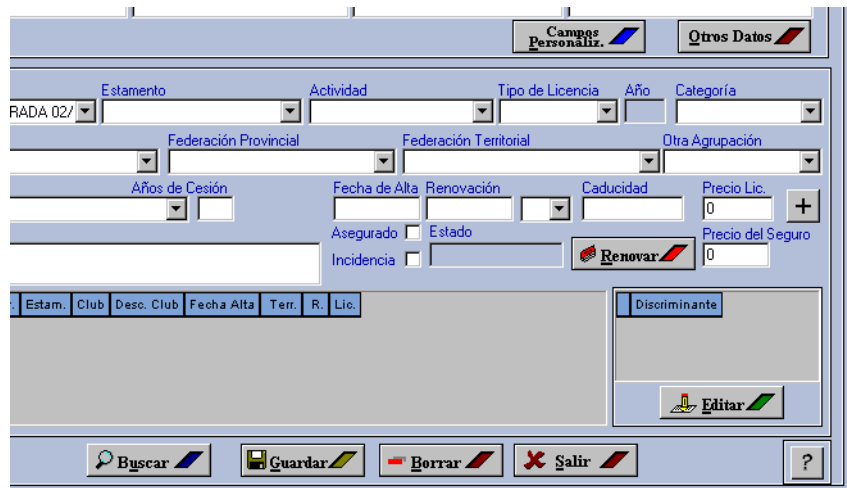 Campos
Personáliz.
Otros Datos
Estamento Actividad Tipo de Licencia Año Categoría
RADA 02/
Federación Provincial Federación Territorial Otra Agrupación
Años de Cesión Fecha de Alta Renovación Caducidad Precio Lic.
0 +
Asegurado Estado Precio del Seguro
Incidencia Renovar 0
. Estam. Club Desc. Club Fecha Alta Terr. R. Lic. Discriminante
Editar
Buscar Guardar Borrar Salir ?